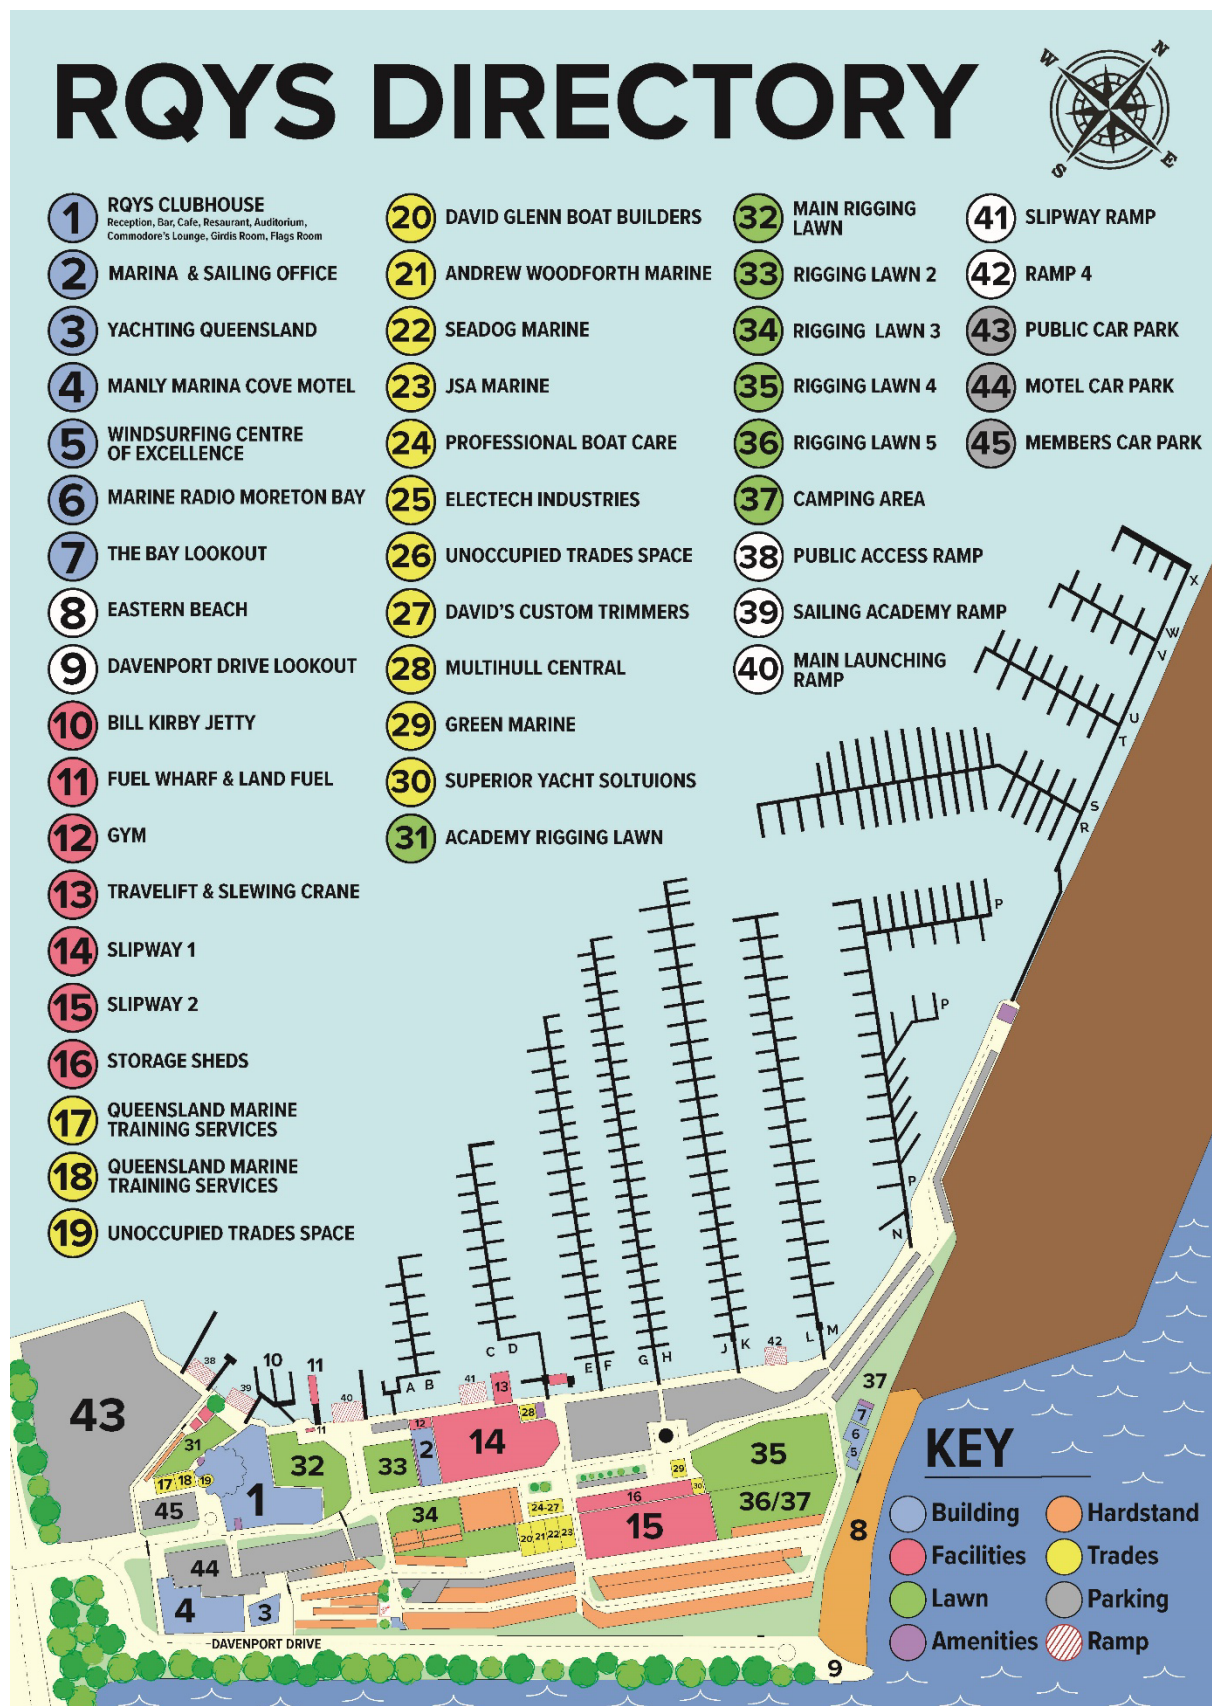 RQYS DIRECTORY
W
N
S
E
1 RQYS CLUBHOUSE
Reception, Bar, Cafe, Resaurant, Auditorium,
Commodore's Lounge, Girdis Room, Flags Room
2 MARINA & SAILING OFFICE
3 YACHTING QUEENSLAND
4 MANLY MARINA COVE MOTEL
5 WINDSURFING CENTRE
OF EXCELLENCE
6 MARINE RADIO MORETON BAY
7 THE BAY LOOKOUT
8 EASTERN BEACH
9 DAVENPORT DRIVE LOOKOUT
10 BILL KIRBY JETTY
11 FUEL WHARF & LAND FUEL
12 GYM
13 TRAVELIFT & SLEWING CRANE
14 SLIPWAY 1
15 SLIPWAY 2
16 STORAGE SHEDS
17 QUEENSLAND MARINE
TRAINING SERVICES
18 QUEENSLAND MARINE
TRAINING SERVICES
19 UNOCCUPIED TRADES SPACE
20 DAVID GLENN BOAT BUILDERS
21 ANDREW WOODFORTH MARINE
22 SEADOG MARINE
23 JSA MARINE
24 PROFESSIONAL BOAT CARE
25 ELECTECH INDUSTRIES
26 UNOCCUPIED TRADES SPACE
27 DAVID'S CUSTOM TRIMMERS
28 MULTIHULL CENTRAL
29 GREEN MARINE
30 SUPERIOR YACHT SOLTUIONS
31 ACADEMY RIGGING LAWN
32 MAIN RIGGING
LAWN
33 RIGGING LAWN 2
34 RIGGING LAWN 3
35 RIGGING LAWN 4
36 RIGGING LAWN 5
37 CAMPING AREA
38 PUBLIC ACCESS RAMP
39 SAILING ACADEMY RAMP
40 MAIN LAUNCHING
RAMP
41 SLIPWAY RAMP
42 RAMP 4
43 PUBLIC CAR PARK
44 MOTEL CAR PARK
45 MEMBERS CAR PARK
X
W
V
U
T
S
R
P
P
P
N
M
L
K
J
42
H
G
F
E
D
C
B
A
41
13
40
11
10
39
38
43
31
17 18 19
45
1
11
32
33
12
2
14
28
34
24-27
20 21 22 23
16
15
29
30
35
36/37
37
7
6
5
8
44
4
3
DAVENPORT DRIVE
9
KEY
Building
Hardstand
Facilities
Trades
Lawn
Parking
Amenities
Ramp